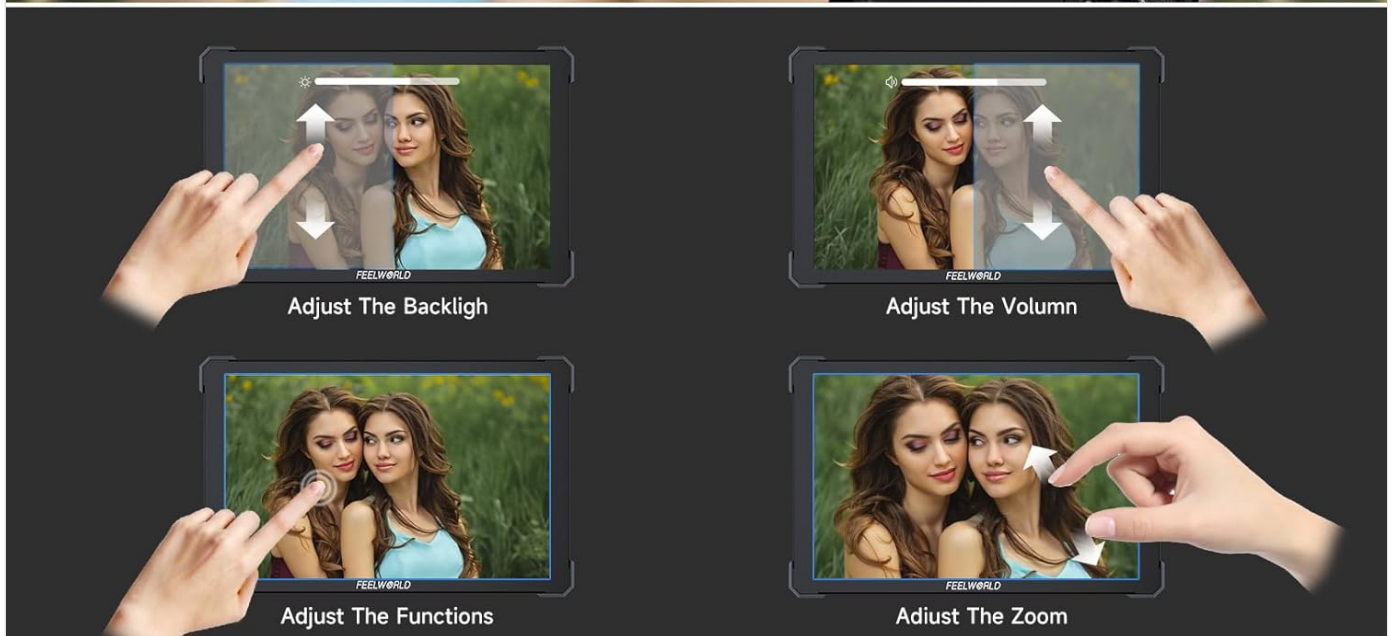 FEELWORLD
FEELWORLD
Adjust The Backligh
Adjust The Volumn
FEELWORLD
FEELWORLD
Adjust The Functions
Adiust The Zoom